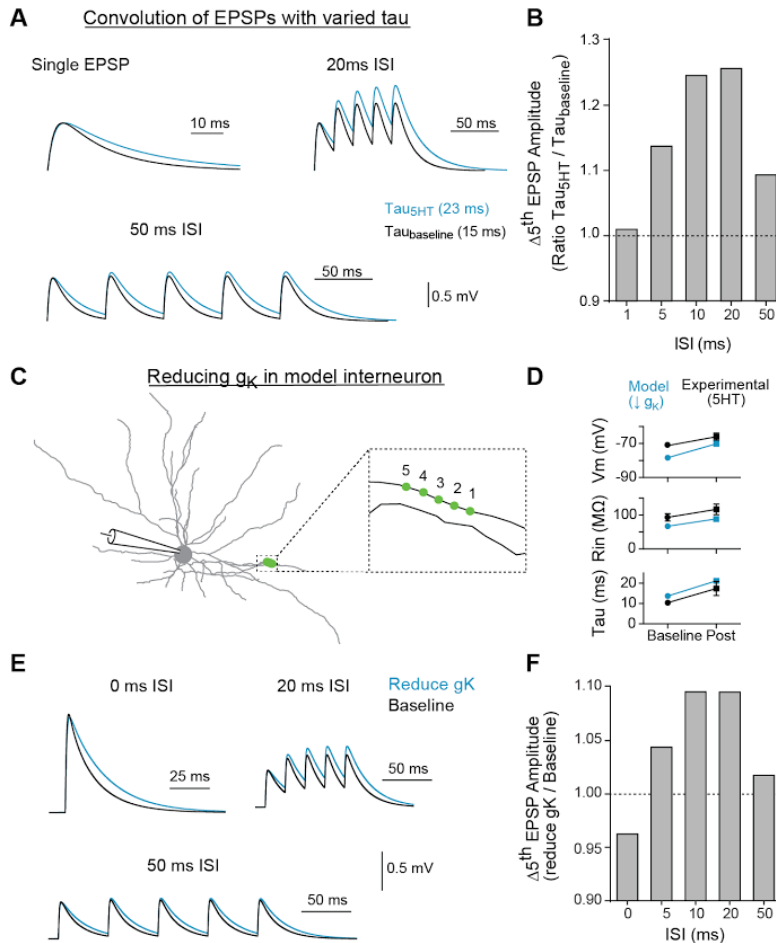 A
Convolution of EPSPs with varied tau
Single EPSP
20ms ISI
10 ms
50 ms
Tau5HT (23 ms)
Taubaseline (15 ms)
50 ms ISI
50 ms
0.5 mV
B
Δ5th EPSP Amplitude
(Ratio Tau5HT / Taubaseline)
1.3
1.2
1.1
1.0
0.9
1 5 10 20 50
ISI (ms)
C
Reducing gK in model interneuron
5 4 3 2 1
D
Model
(↓ gK)
Experimental
(5HT)
Vm (mV)
-70
-90
Rin (MΩ)
100
0
Tau (ms)
20
10
0
Baseline Post
E
0 ms ISI
20 ms ISI
Reduce gK
Baseline
25 ms
50 ms
50 ms ISI
0.5 mV
50 ms
F
Δ5th EPSP Amplitude
(reduce gK / Baseline)
1.10
1.05
1.00
0.95
0.90
0 5 10 20 50
ISI (ms)